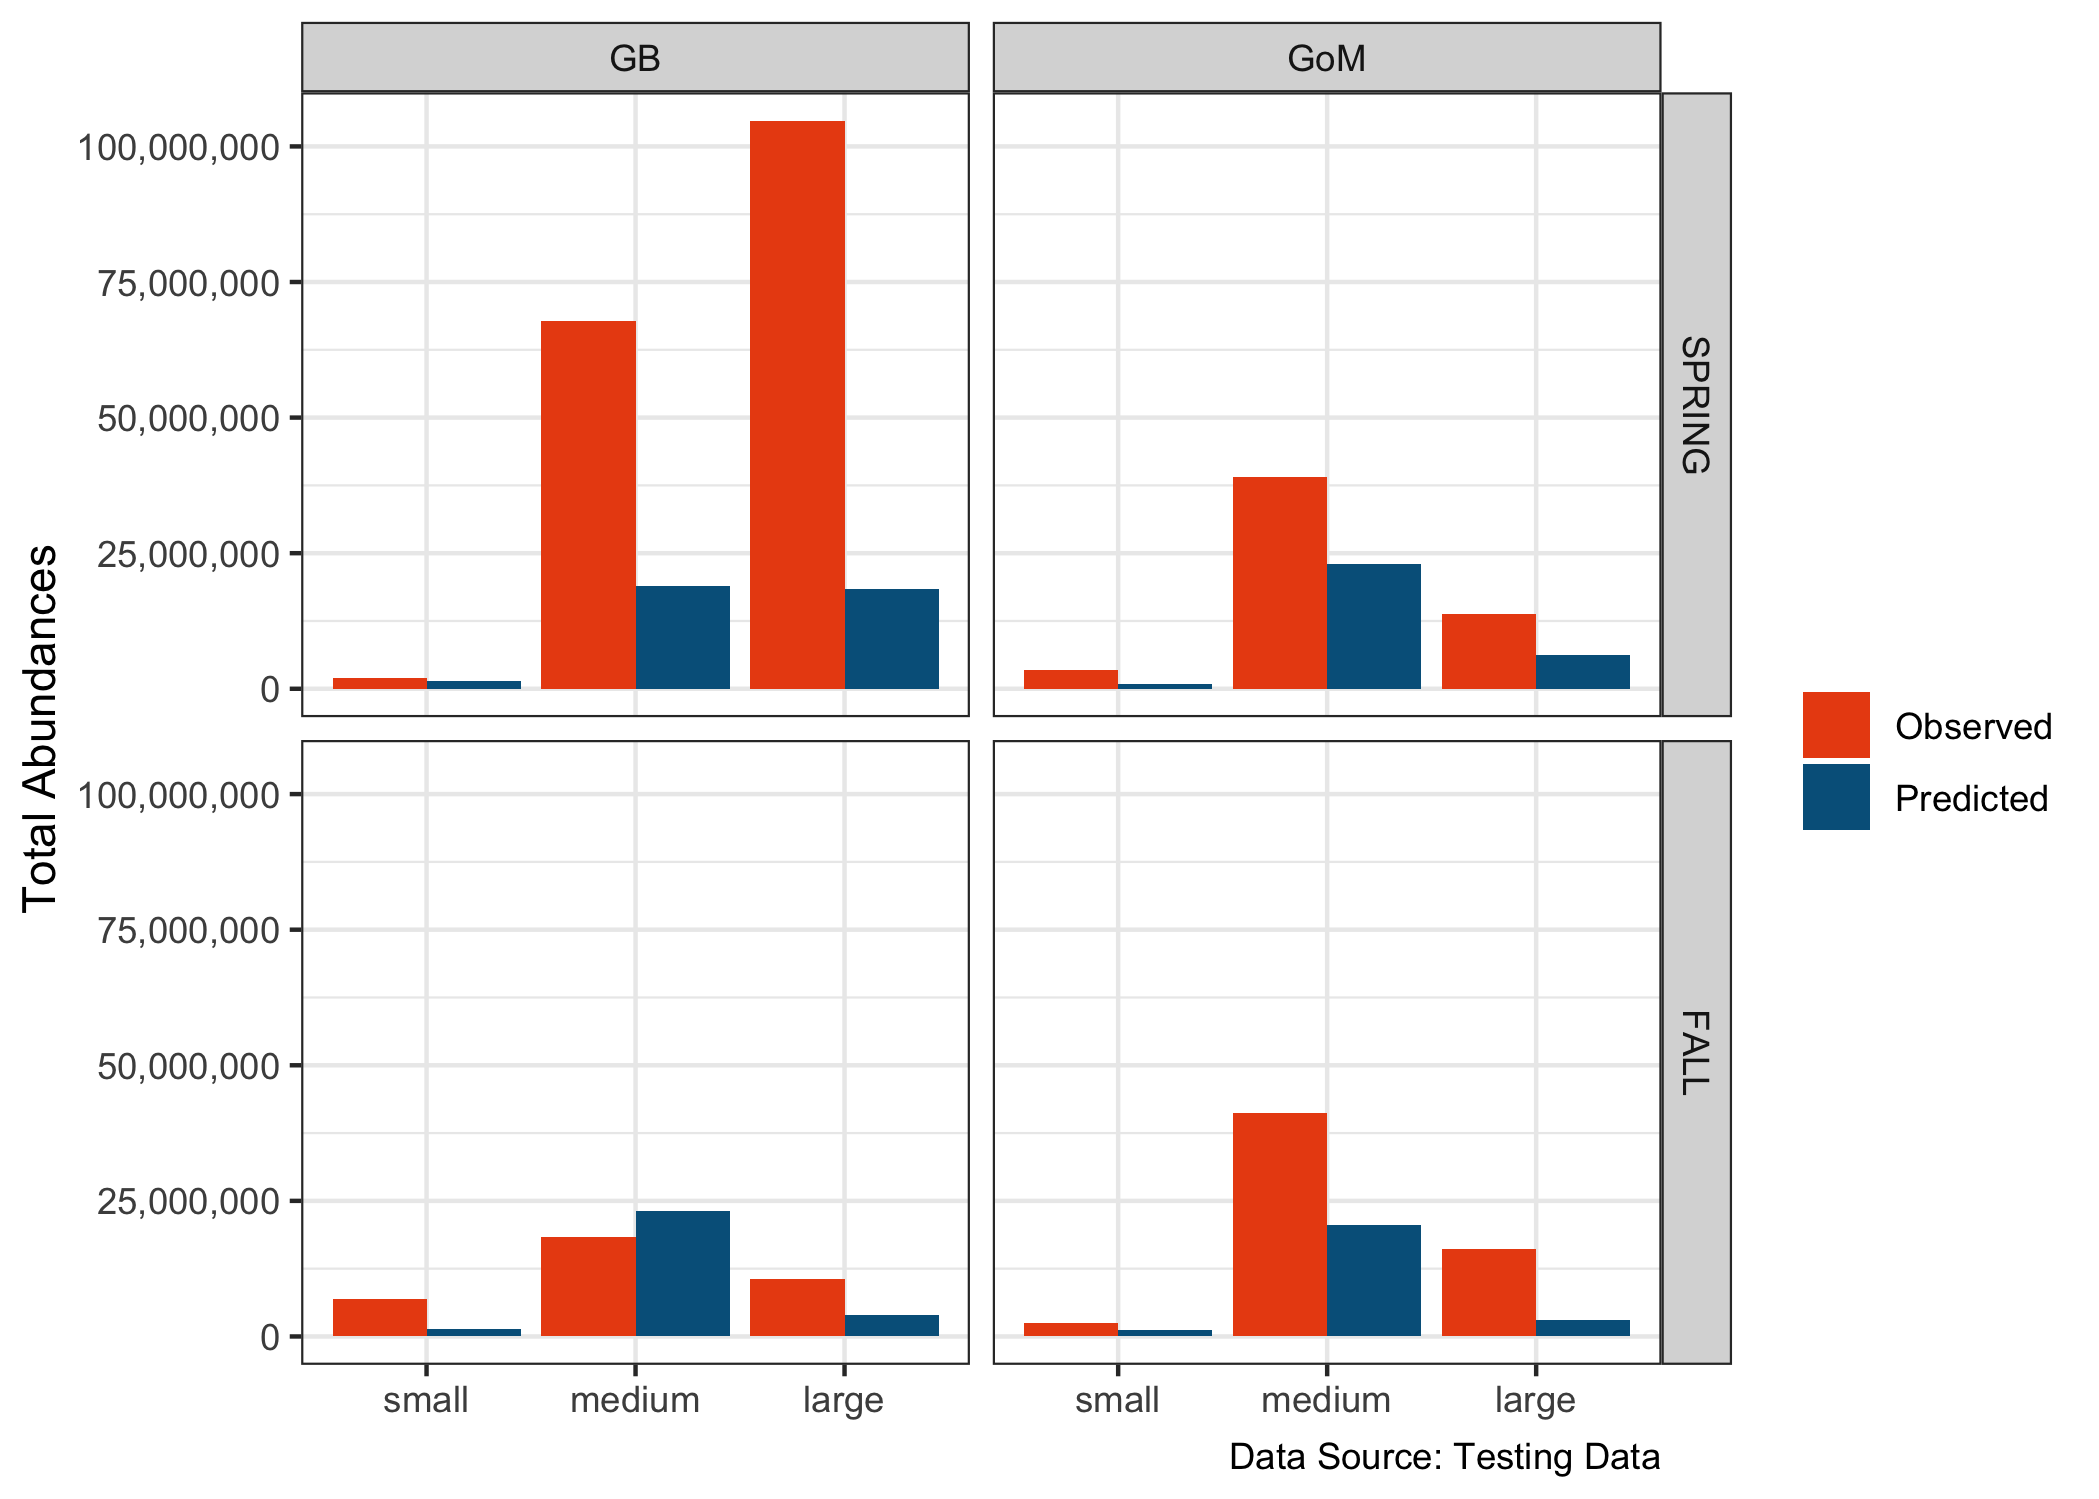 GB
GoM
100,000,000
75,000,000
50,000,000
25,000,000
0
SPRING
Total Abundances
Observed
Predicted
100,000,000
75,000,000
50,000,000
25,000,000
0
FALL
small medium large small medium large
Data Source: Testing Data